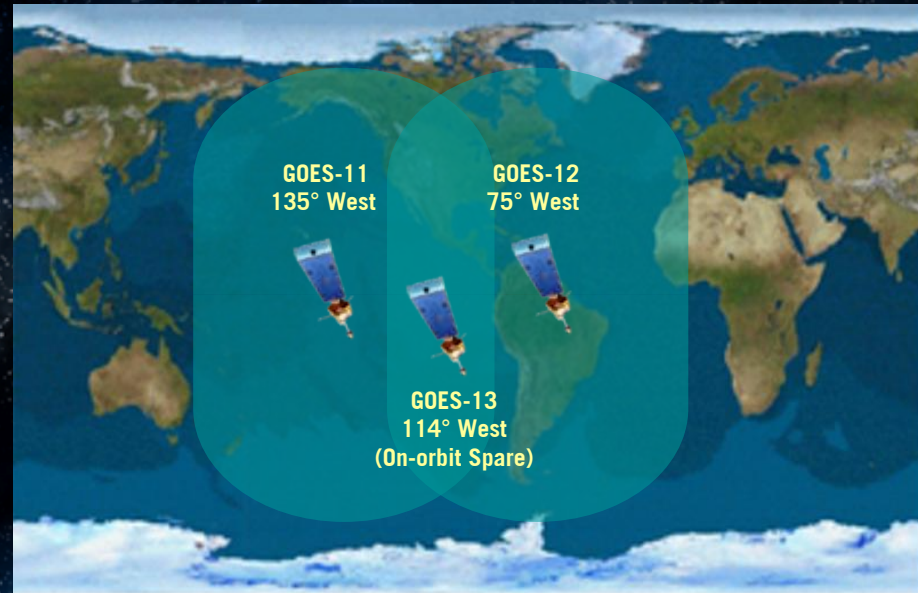 GOES-11
135° West
GOES-12
75° West
GOES-13
114° West
(On-orbit Spare)